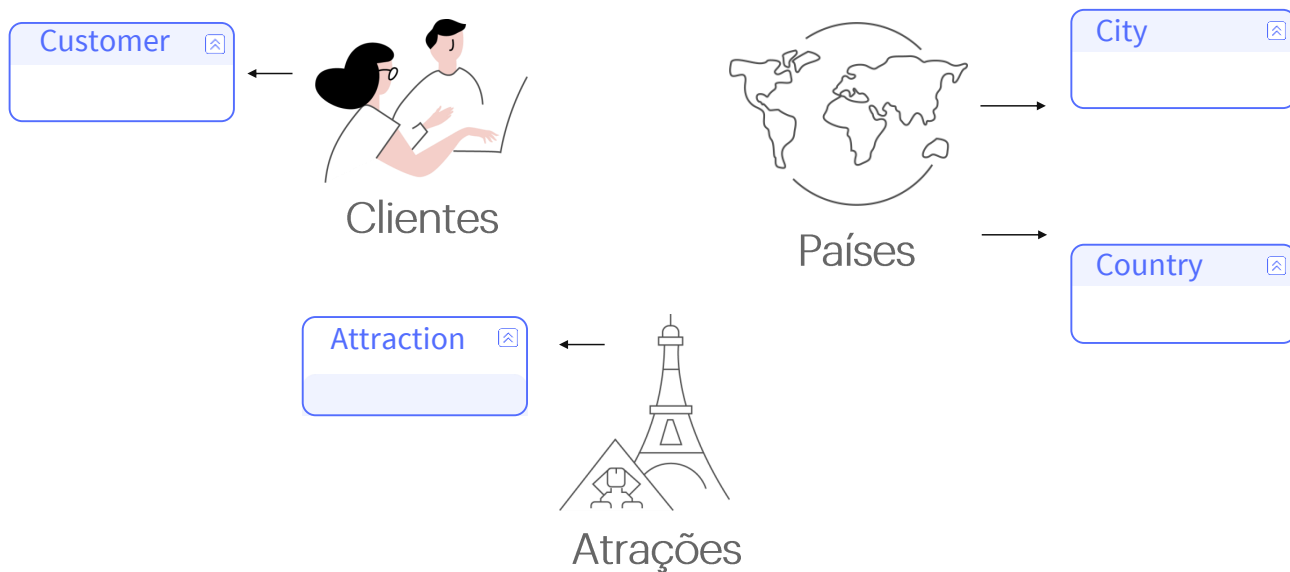 Customer
City
Clientes
Países
Country
Attraction
Atrações